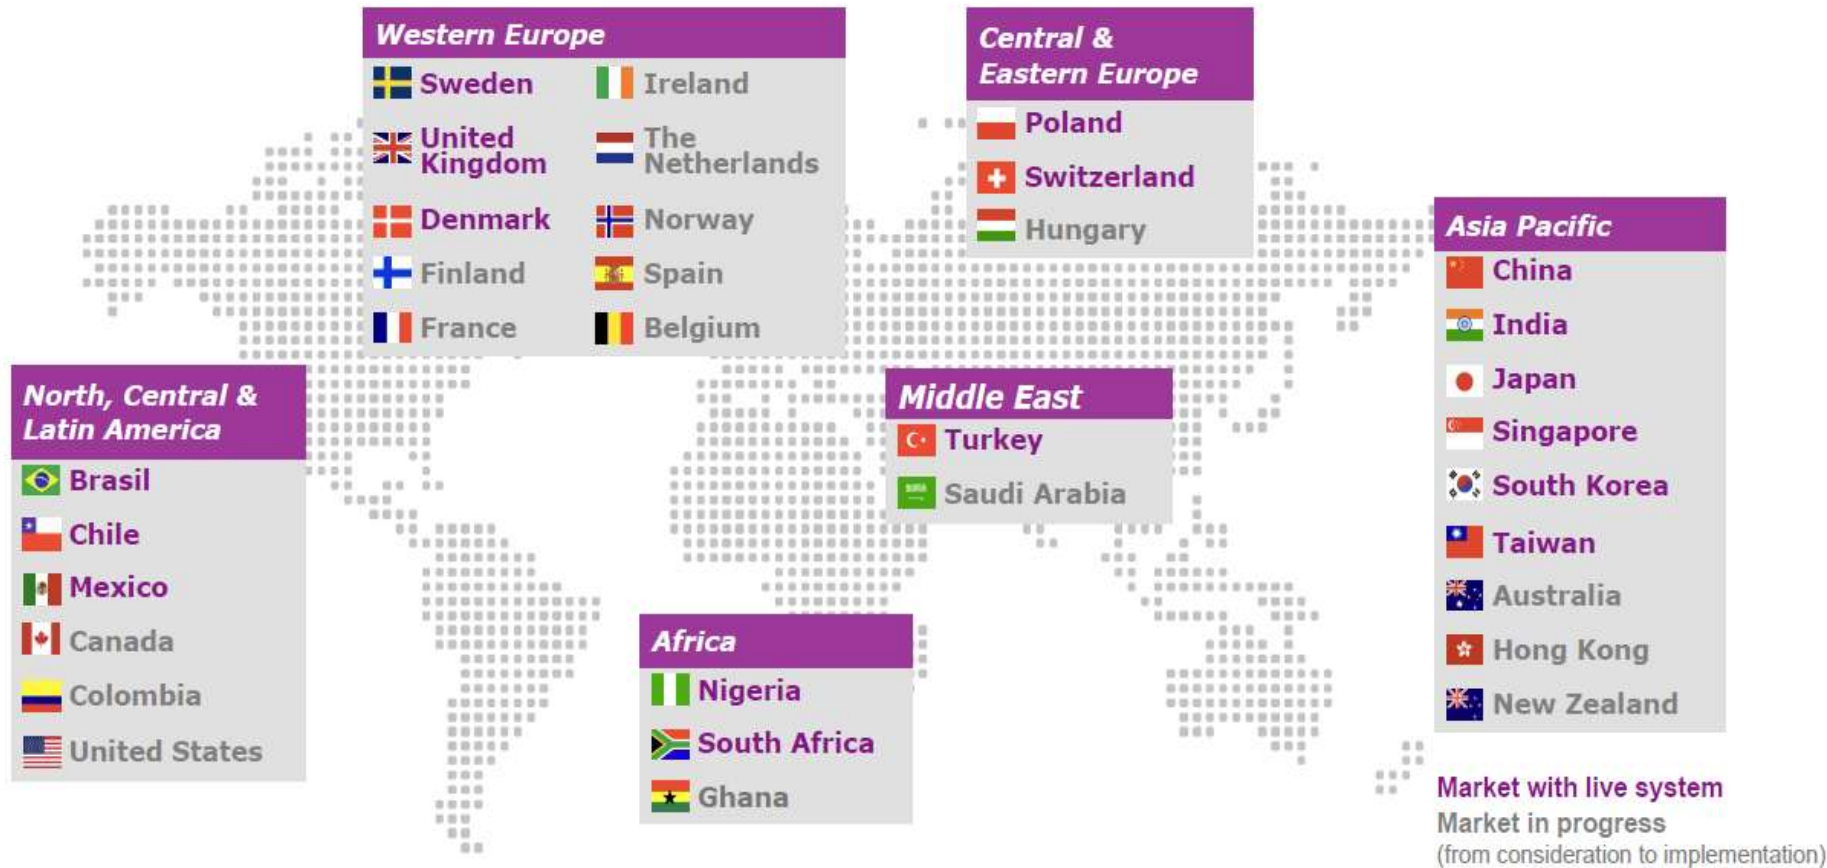 Western Europe
Sweden
United
Kingdom
Denmark
Finland
France
Ireland
The
Netherlands
Norway
Spain
Belgium
Central &
Eastern Europe
Poland
Switzerland
Hungary
Asia Pacific
China
India
Japan
Singapore
South Korea
Taiwan
Australia
Hong Kong
New Zealand
North, Central &
Latin America
Brasil
Chile
Mexico
Canada
Colombia
United States
Middle East
Turkey
Saudi Arabia
Africa
Nigeria
South Africa
Ghana
Market with live system
Market in progress
(from consideration to implementation)